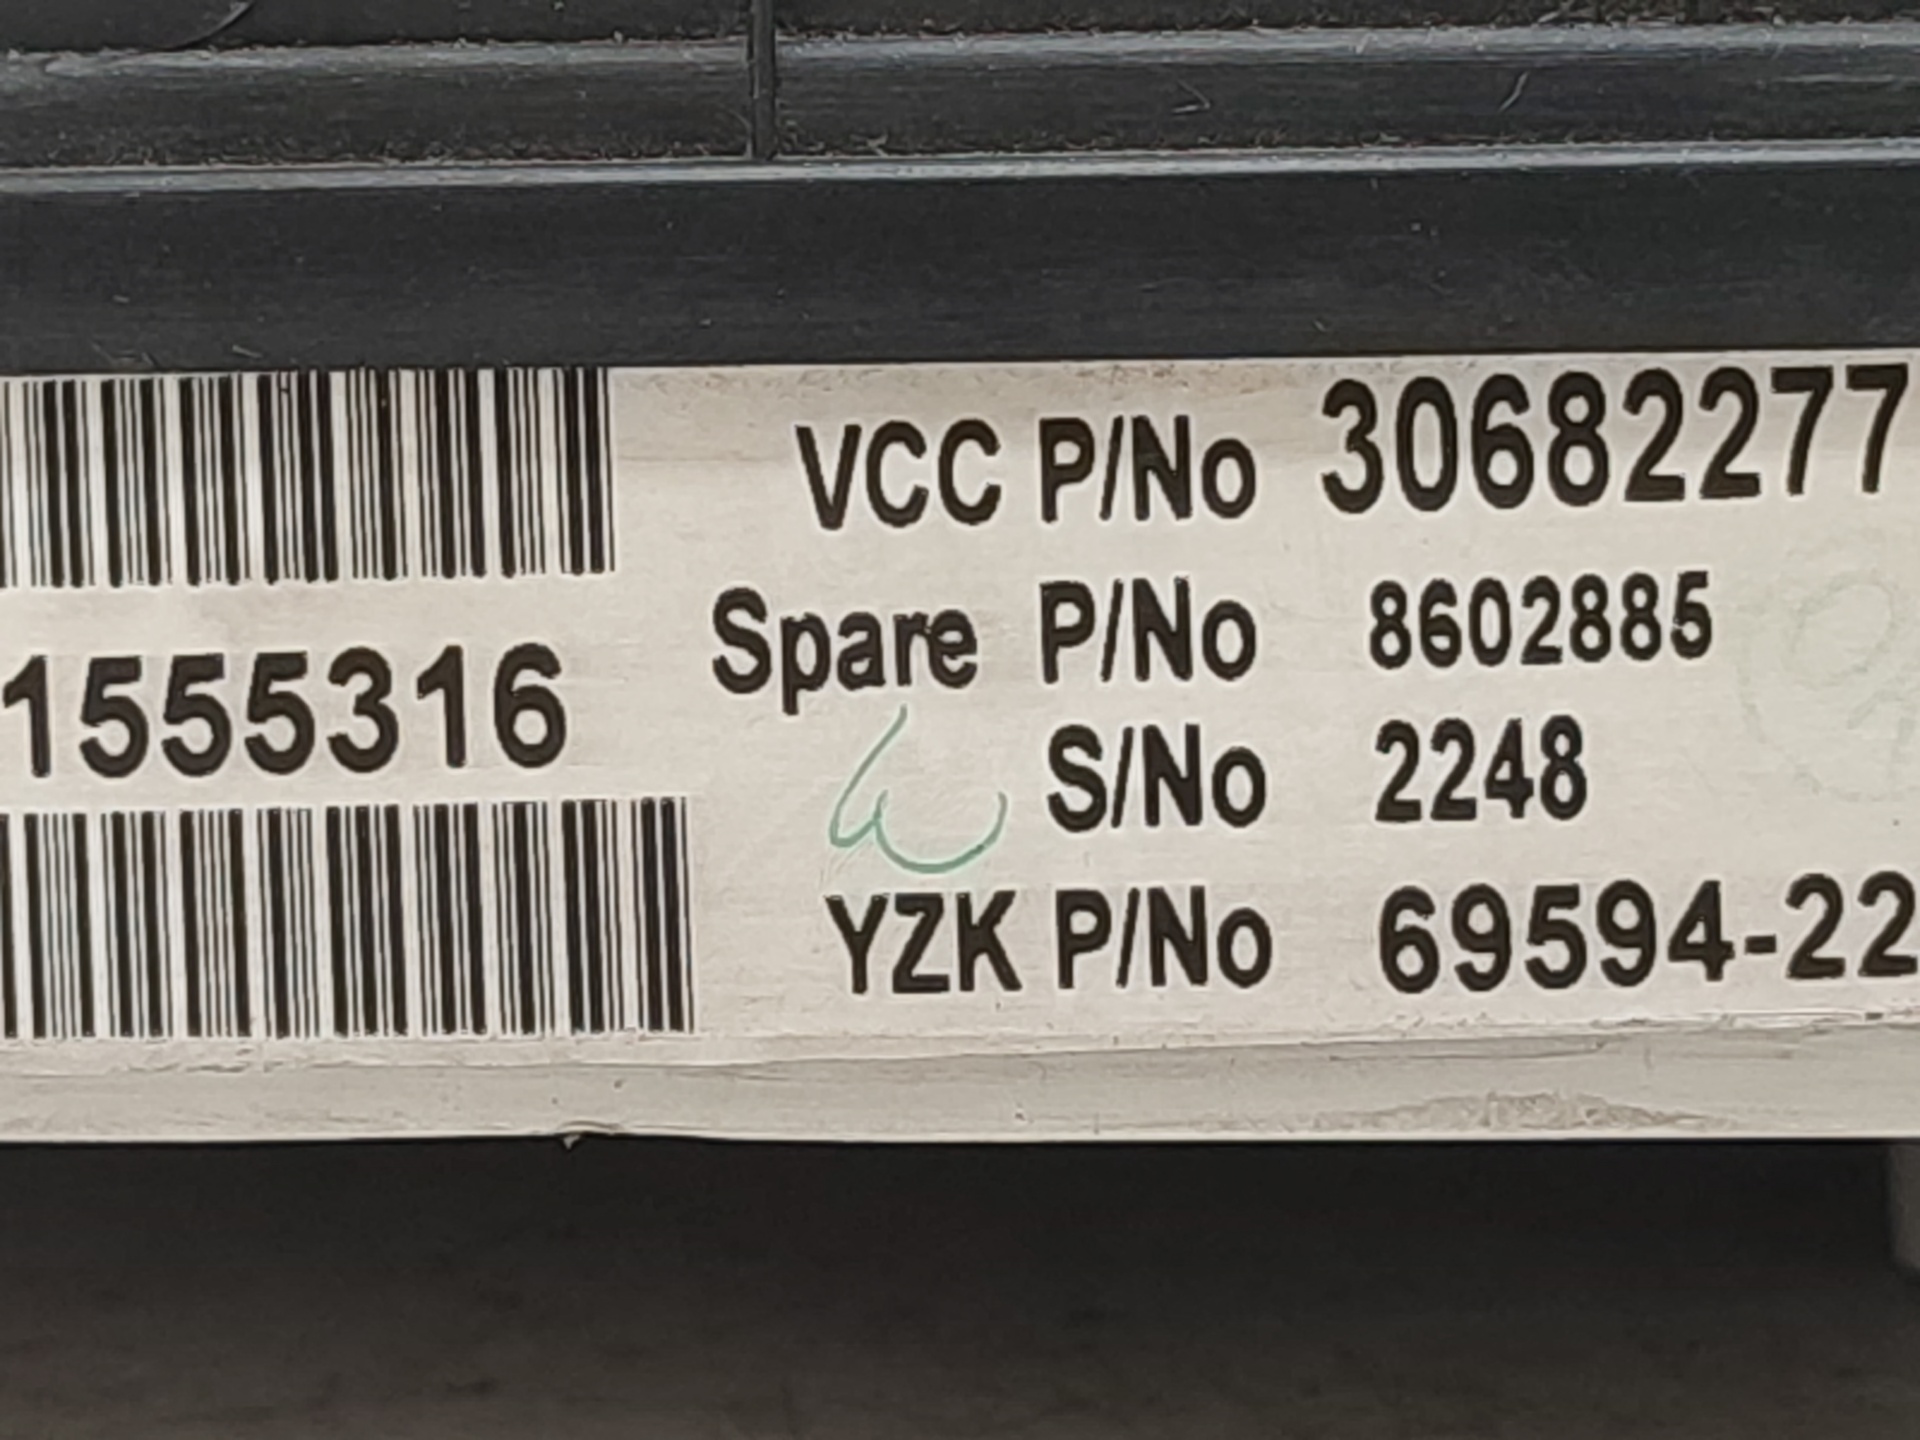 VCC P/No 30682277
Spare P/No 8602885
1555316
S/No 2248
YZK P/No 69594-22